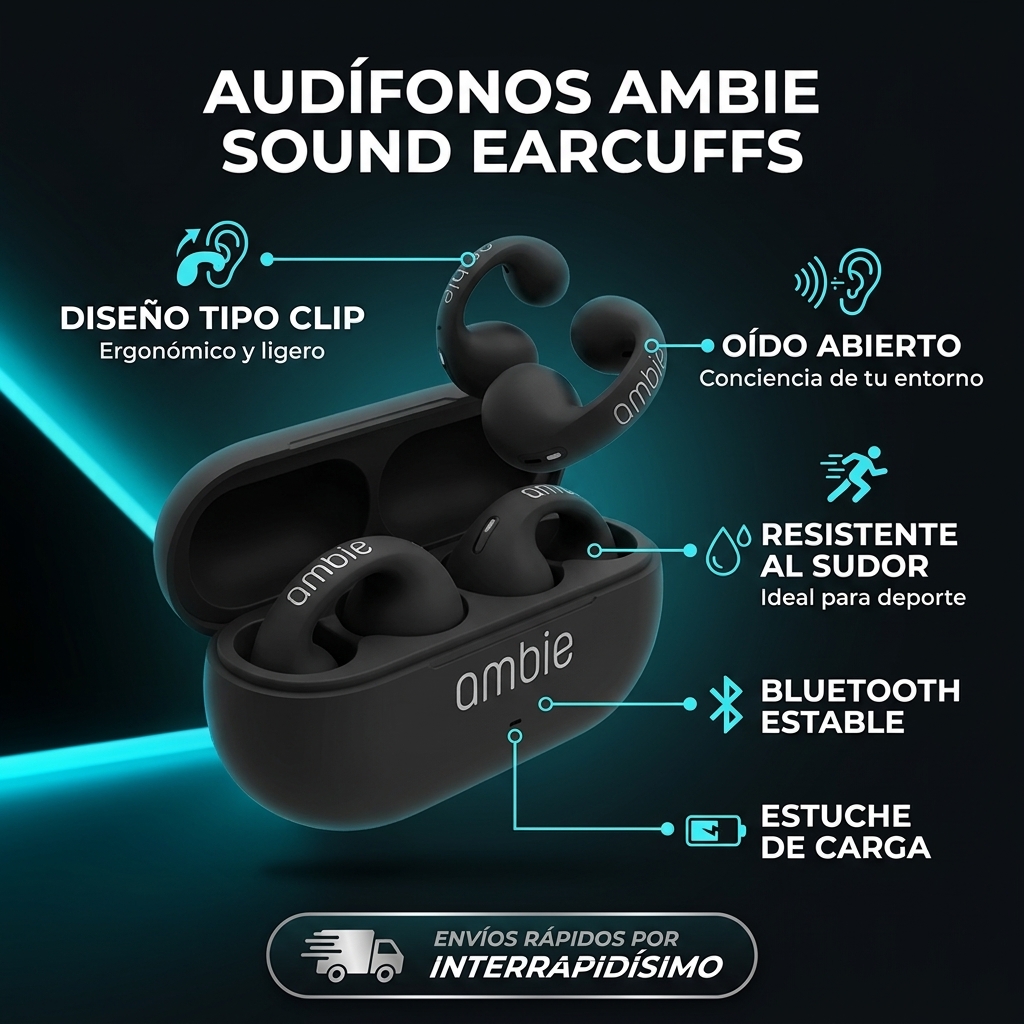 AUDÍFONOS AMBIE
SOUND EARCUFFS
DISEÑO TIPO CLIP
Ergonómico y ligero
ambie
OÍDO ABIERTO
Conciencia de tu entorno
ambie
RESISTENTE
AL SUDOR
Ideal para deporte
ambie
ambie
BLUETOOTH
ESTABLE
ESTUCHE
DE CARGA
ENVÍOS RÁPIDOS POR
INTERRAPIDÍSIMO